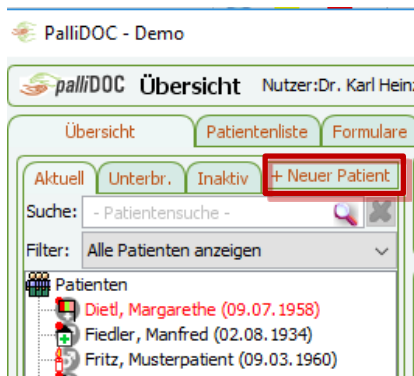 PalliDOC - Demo
palliDOC Übersicht Nutzer:Dr. Karl Hein
Übersicht Patientenliste Formulare
Aktuell Unterbr. Inaktiv + Neuer Patient
Suche: - Patientensuche -
Filter: Alle Patienten anzeigen
Patienten
Dietl, Margarethe (09.07.1958)
Fiedler, Manfred (02.08.1934)
Fritz, Musterpatient (09.03.1960)